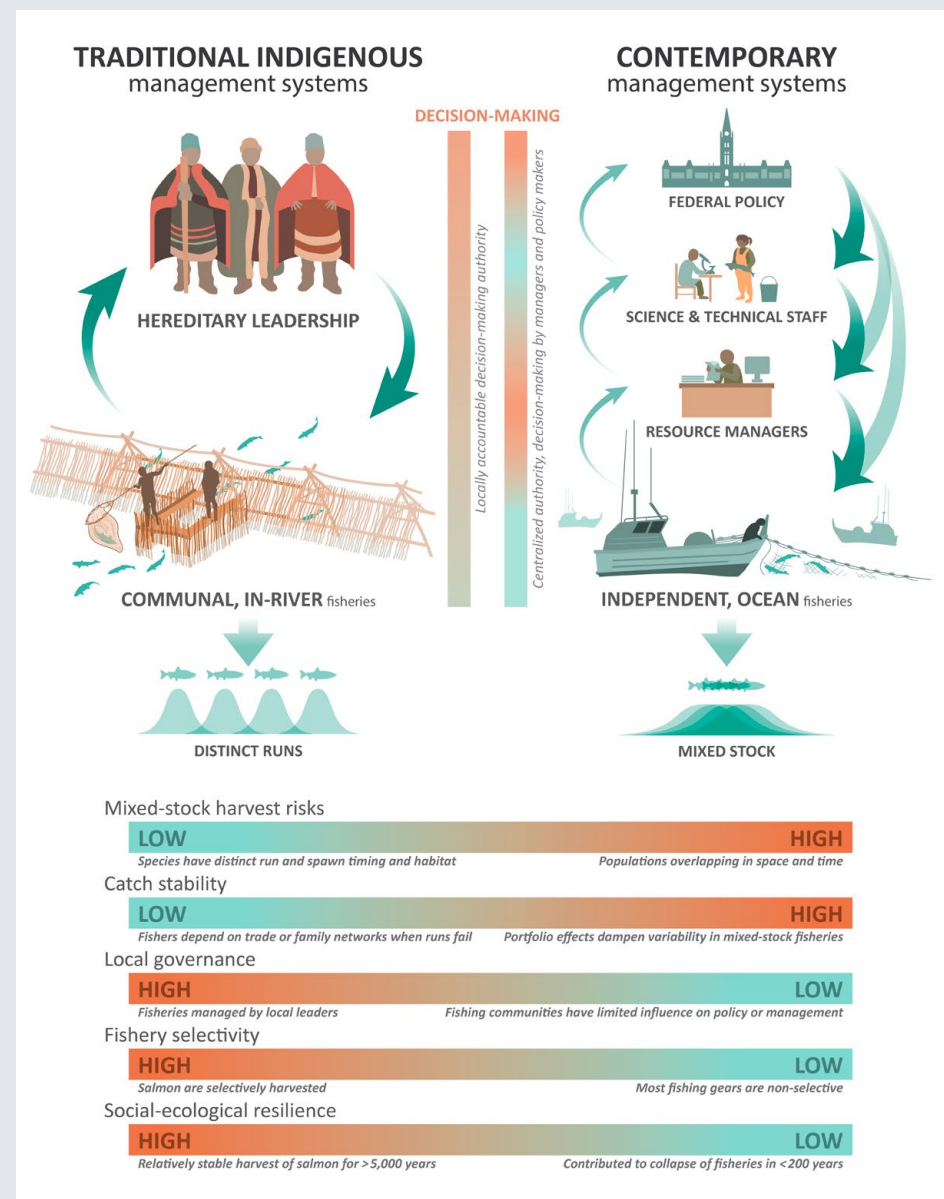 TRADITIONAL INDIGENOUS
management systems
CONTEMPORARY
management systems
DECISION-MAKING
Locally accountable decision-making authority
Centralized authority, decision-making by managers and policy makers
HEREDITARY LEADERSHIP
COMMUNAL, IN-RIVER fisheries
DISTINCT RUNS
FEDERAL POLICY
SCIENCE & TECHNICAL STAFF
RESOURCE MANAGERS
INDEPENDENT, OCEAN fisheries
MIXED STOCK
Mixed-stock harvest risks
LOW HIGH
Species have distinct run and spawn timing and habitat Populations overlapping in space and time
Catch stability
LOW HIGH
Fishers depend on trade or family networks when runs fail Portfolio effects dampen variability in mixed-stock fisheries
Local governance
HIGH LOW
Fisheries managed by local leaders Fishing communities have limited influence on policy or management
Fishery selectivity
HIGH LOW
Salmon are selectively harvested Most fishing gears are non-selective
Social-ecological resilience
HIGH LOW
Relatively stable harvest of salmon for >5,000 years Contributed to collapse of fisheries in <200 years